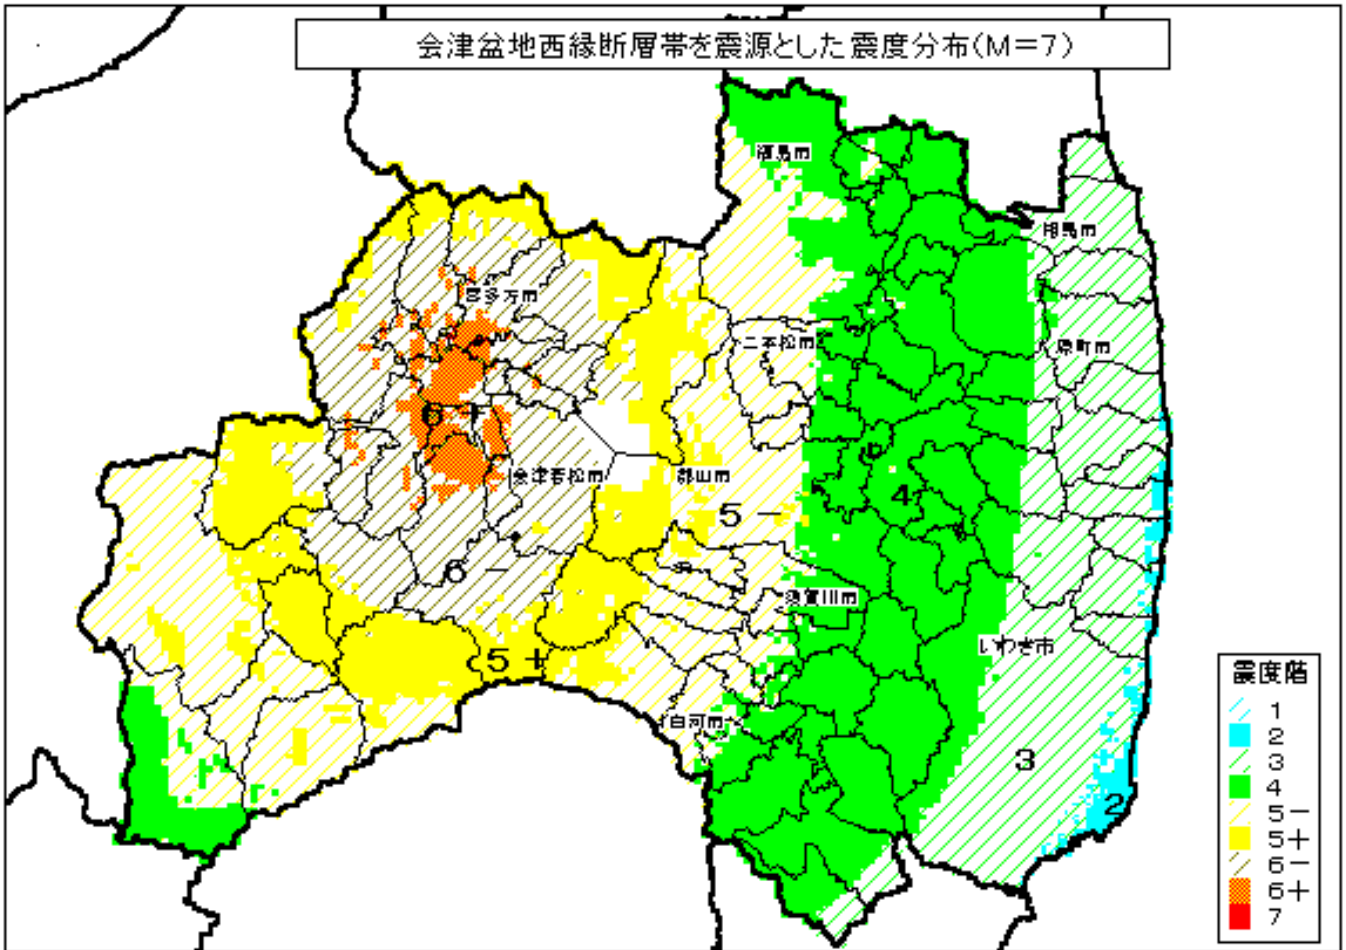 会津盆地西縁断層帯を震源とした震度分布(M=7)
福島市
相馬市
喜多方市
二本松市
原町市
6+
会津若松市
郡山市
4
5-
6-
須賀川市
いわき市
5+
白河市
3
2
震度階
1
2
3
4
5-
5+
6-
6+
7